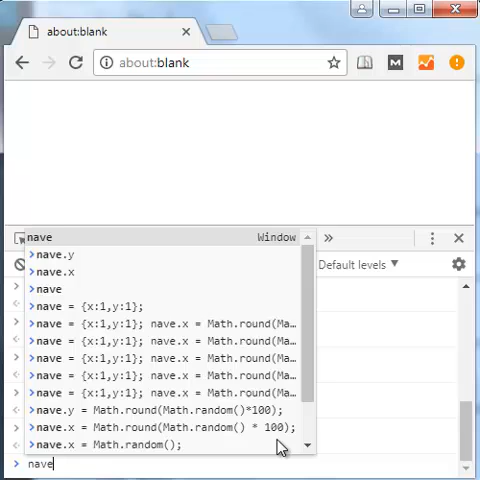 about:blank
about:blank
nave Window
nave.y
nave.x
nave
nave = {x:1,y:1};
nave = {x:1,y:1}; nave.x = Math.round(Ma…
nave = {x:1,y:1}; nave.x = Math.round(Ma…
nave = {x:1,y:1}; nave.x = Math.round(Ma…
nave = {x:1,y:1}; nave.x = Math.round(Ma…
nave = {x:1,y:1}; nave.x = Math.round(Ma…
nave.y = Math.round(Math.random()*100);
nave.x = Math.round(Math.random() * 100);
nave.x = Math.random();
Default levels
nave